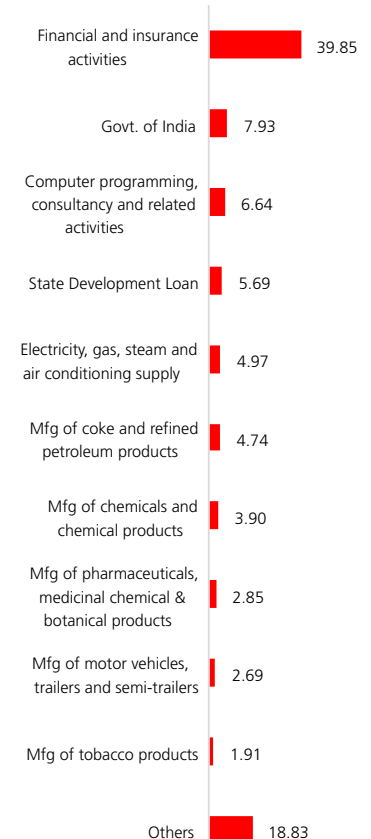 Financial and insurance
activities
39.85
Govt. of India
7.93
Computer programming,
consultancy and related
activities
6.64
State Development Loan
5.69
Electricity, gas, steam and
air conditioning supply
4.97
Mfg of coke and refined
petroleum products
4.74
Mfg of chemicals and
chemical products
3.90
Mfg of pharmaceuticals,
medicinal chemical &
botanical products
2.85
Mfg of motor vehicles,
trailers and semi-trailers
2.69
Mfg of tobacco products
1.91
Others
18.83